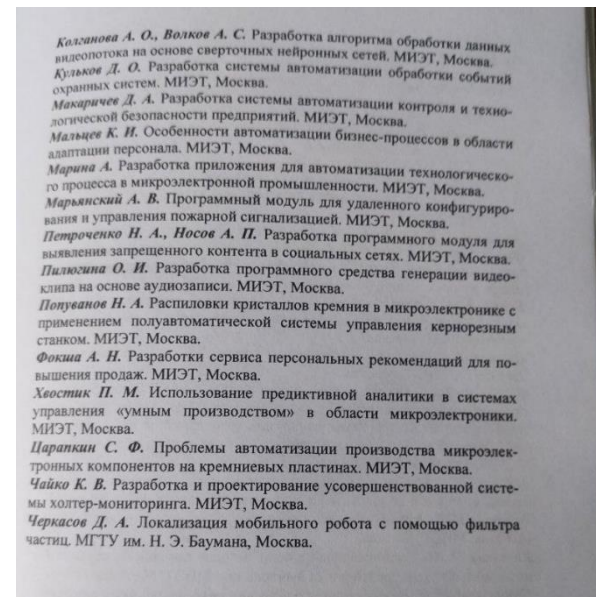 Колганова А. О., Волков А. С. Разработка алгоритма обработки данных
видеопотока на основе сверточных нейронных сетей. МИЭТ, Москва.
Кульков Д. О. Разработка системы автоматизации обработки событий
охранных систем. МИЭТ, Москва.
Макаричев Д. А. Разработка системы автоматизации контроля и техно-
логической безопасности предприятий. МИЭТ, Москва.
Мальцев К. И. Особенности автоматизации бизнес-процессов в области
адаптации персонала. МИЭТ, Москва.
Марина А. Разработка приложения для автоматизации технологическо-
го процесса в микроэлектронной промышленности. МИЭТ, Москва.
Марьянский А. В. Программный модуль для удаленного конфигуриро-
вания и управления пожарной сигнализацией. МИЭТ, Москва.
Петроченко Н. А., Носов А. П. Разработка программного модуля для
выявления запрещенного контента в социальных сетях. МИЭТ, Москва.
Пилюгина О. И. Разработка программного средства генерации видео-
клипа на основе аудиозаписи. МИЭТ, Москва.
Попуванов Н. А. Распиловки кристаллов кремния в микроэлектронике с
применением полуавтоматической системы управления кернорезным
станком. МИЭТ, Москва.
Фокша А. Н. Разработки сервиса персональных рекомендаций для по-
вышения продаж. МИЭТ, Москва.
Хвостик П. М. Использование предиктивной аналитики в системах
управления «умным производством» в области микроэлектроники.
МИЭТ, Москва.
Царапкин С. Ф. Проблемы автоматизации производства микроэлек-
тронных компонентов на кремниевых пластинах. МИЭТ, Москва.
Чайко К. В. Разработка и проектирование усовершенствованной систе-
мы холтер-мониторинга. МИЭТ, Москва.
Черкасов Д. А. Локализация мобильного робота с помощью фильтра
частиц. МГТУ им. Н. Э. Баумана, Москва.